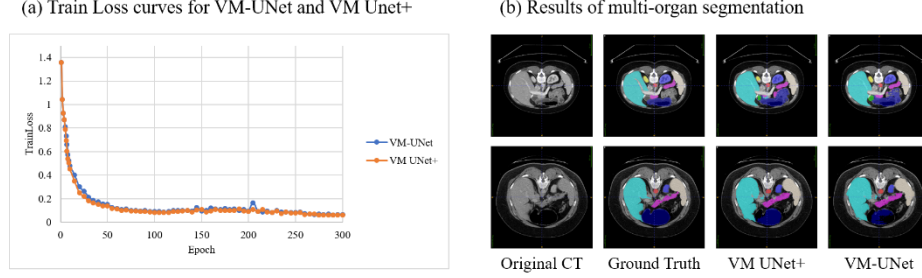 (a) Train Loss curves for VM-UNet and VM Unet+
1.4
1.2
1
0.8
0.6
0.4
0.2
0
TrainLoss
0 50 100 150 200 250 300
Epoch
VM-UNet
VM UNet+
(b) Results of multi-organ segmentation
Original CT Ground Truth VM UNet+ VM-UNet